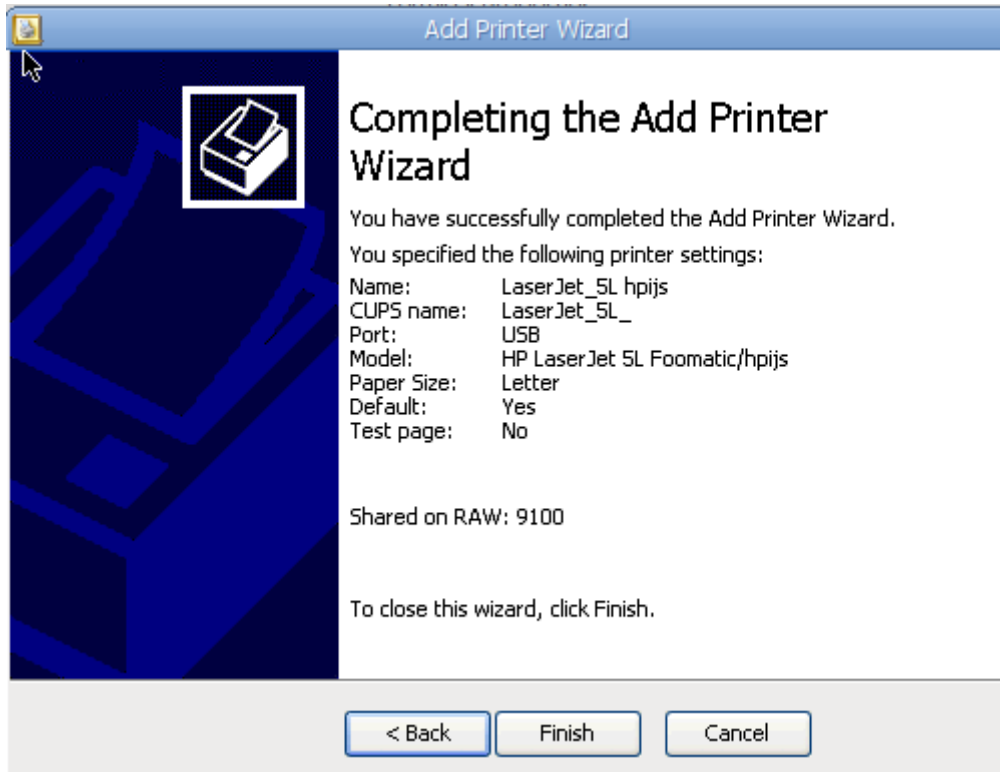 Add Printer Wizard
Completing the Add Printer
Wizard
You have successfully completed the Add Printer Wizard.
You specified the following printer settings:
Name: LaserJet_5L hpijs
CUPS name: LaserJet_5L_
Port: USB
Model: HP LaserJet 5L Foomatic/hpijs
Paper Size: Letter
Default: Yes
Test page: No
Shared on RAW: 9100
To close this wizard, click Finish.
< Back Finish Cancel